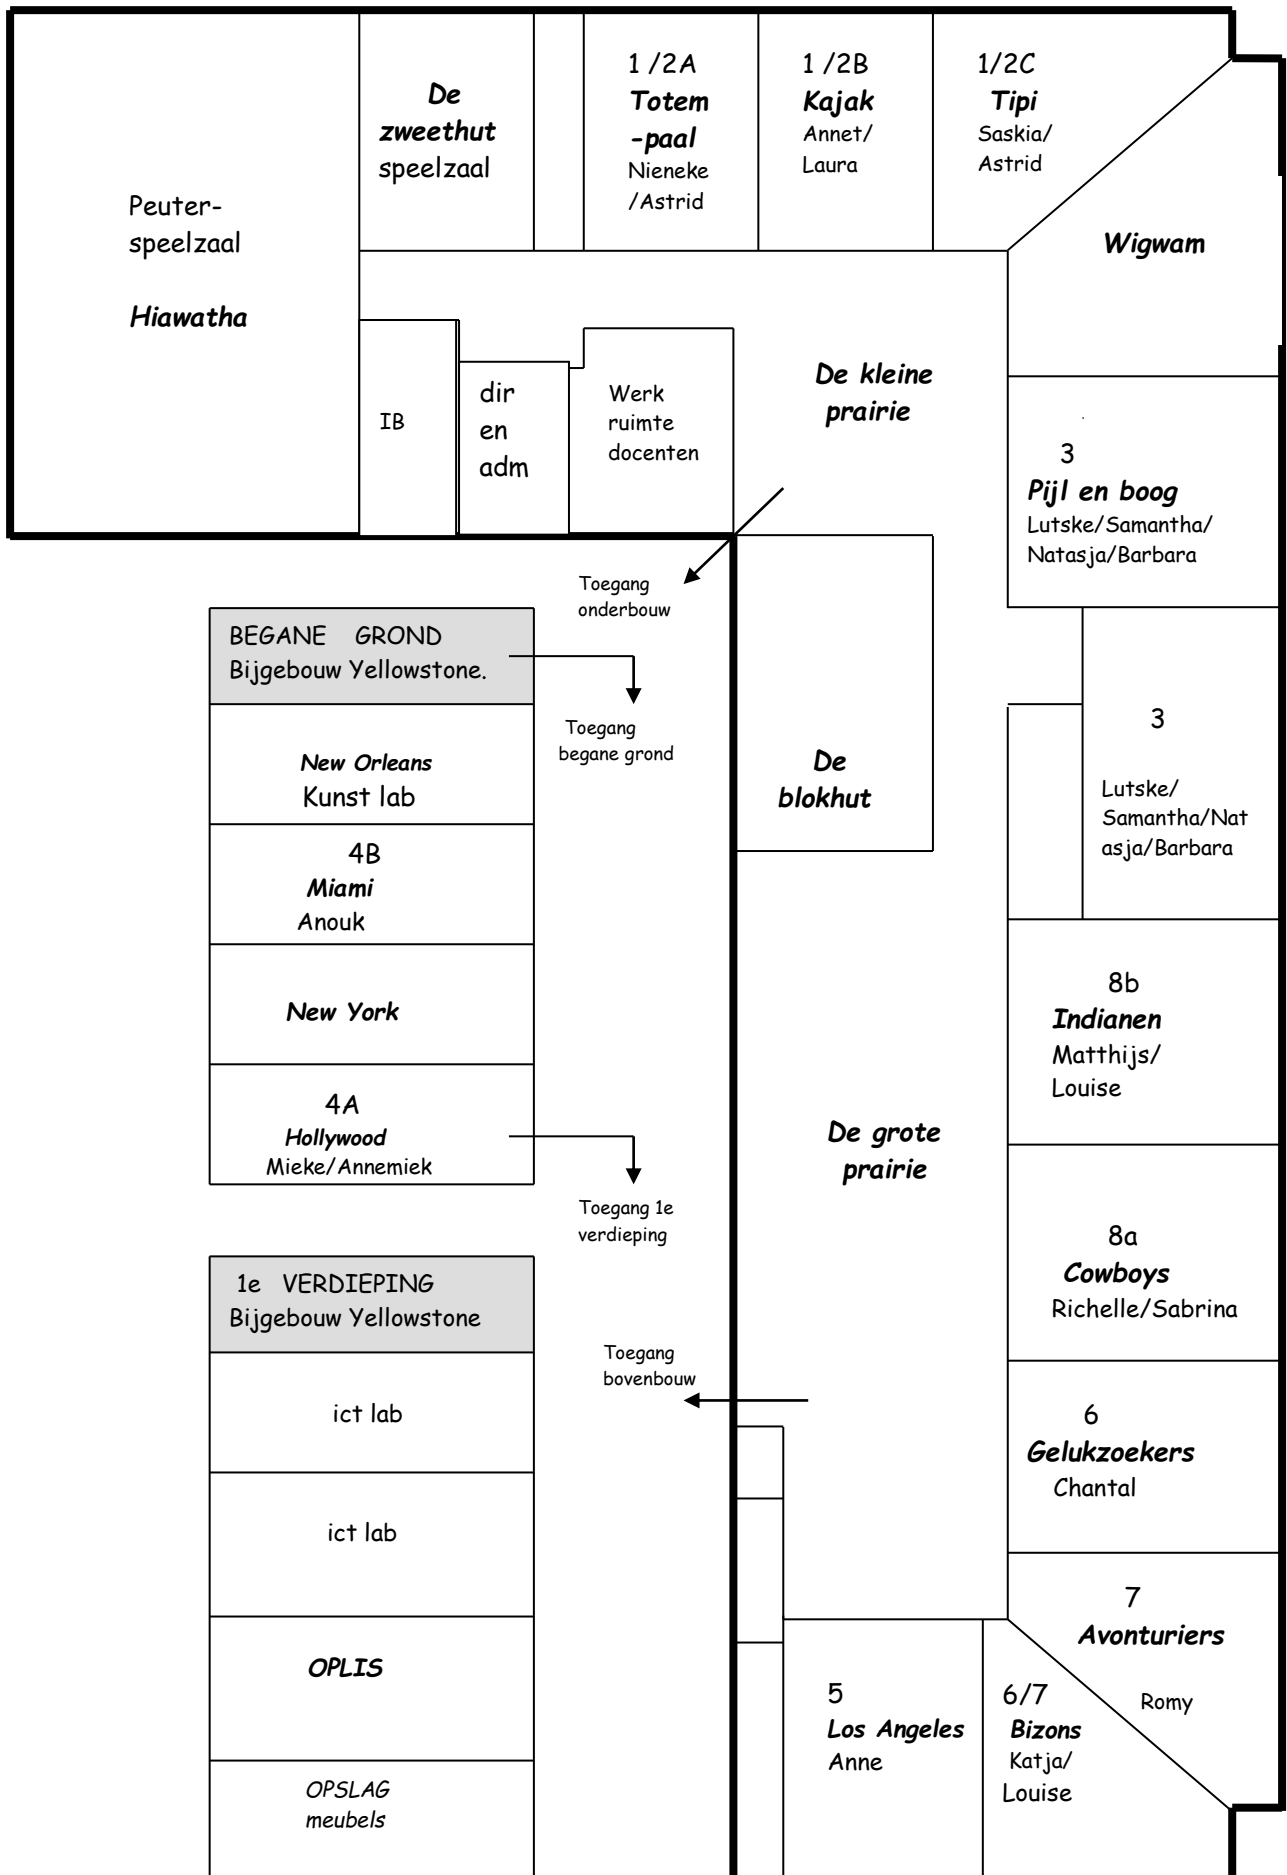 Peuter-
speelzaal
Hiawatha
De
zweethut
speelzaal
1 /2A
Totem
-paal
Nieneke
/Astrid
1 /2B
Kajak
Annet/
Laura
1/2C
Tipi
Saskia/
Astrid
Wigwam
IB
dir
en
adm
Werk
ruimte
docenten
De kleine
prairie
3
Pijl en boog
Lutske/Samantha/
Natasja/Barbara
Toegang
onderbouw
BEGANE GROND
Bijgebouw Yellowstone.
Toegang
begane grond
New Orleans
Kunst lab
4B
Miami
Anouk
New York
4A
Hollywood
Mieke/Annemiek
Toegang 1e
verdieping
De
blokhut
3
Lutske/
Samantha/Nat
asja/Barbara
8b
Indianen
Matthijs/
Louise
De grote
prairie
8a
Cowboys
Richelle/Sabrina
1e VERDIEPING
Bijgebouw Yellowstone
Toegang
bovenbouw
ict lab
ict lab
OPLIS
OPSLAG
meubels
6
Gelukzoekers
Chantal
7
Avonturiers
Romy
5
Los Angeles
Anne
6/7
Bizons
Katja/
Louise